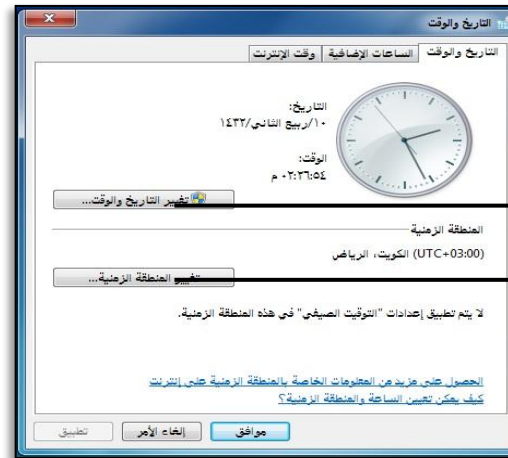 التاريخ والوقت
التاريخ والوقت الساعات الإضافية وقت الإنترنت
التاريخ:
١٠/ربيع الثاني/١٤٣٢
الوقت:
٠٢:٢٦:٥٤ م
تغيير التاريخ والوقت...
المنطقة الزمنية
(UTC+03:00) الكويت، الرياض
تغيير المنطقة الزمنية...
لا يتم تطبيق إعدادات "التوقيت الصيفي" في هذه المنطقة الزمنية.
الحصول على مزيد من المعلومات الخاصة بالمنطقة الزمنية على إنترنت
كيف يمكن تعيين الساعة والمنطقة الزمنية؟
موافق إلغاء الأمر تطبيق